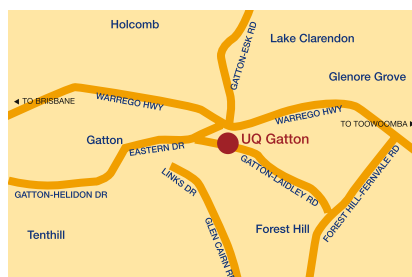 Holcomb
GATTON-ESK RD
Lake Clarendon
Glenore Grove
◄ TO BRISBANE
WARREGO HWY
WARREGO HWY
TO TOOWOOMBA
Gatton
EASTERN DR
UQ Gatton
LINKS DR
GATTON-LAIDLEY RD
FOREST HILL-FERNVALE RD
GATTON-HELIDON DR
GLEN CAIRN R
Tenthill
Forest Hill